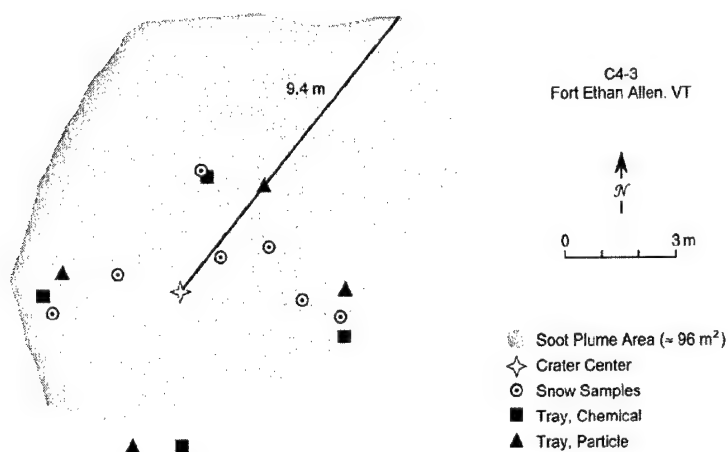 9.4 m
C4-3
Fort Ethan Allen. VT
N
0 3 m
Soot Plume Area (≈ 96 m²)
Crater Center
Snow Samples
Tray, Chemical
Tray, Particle